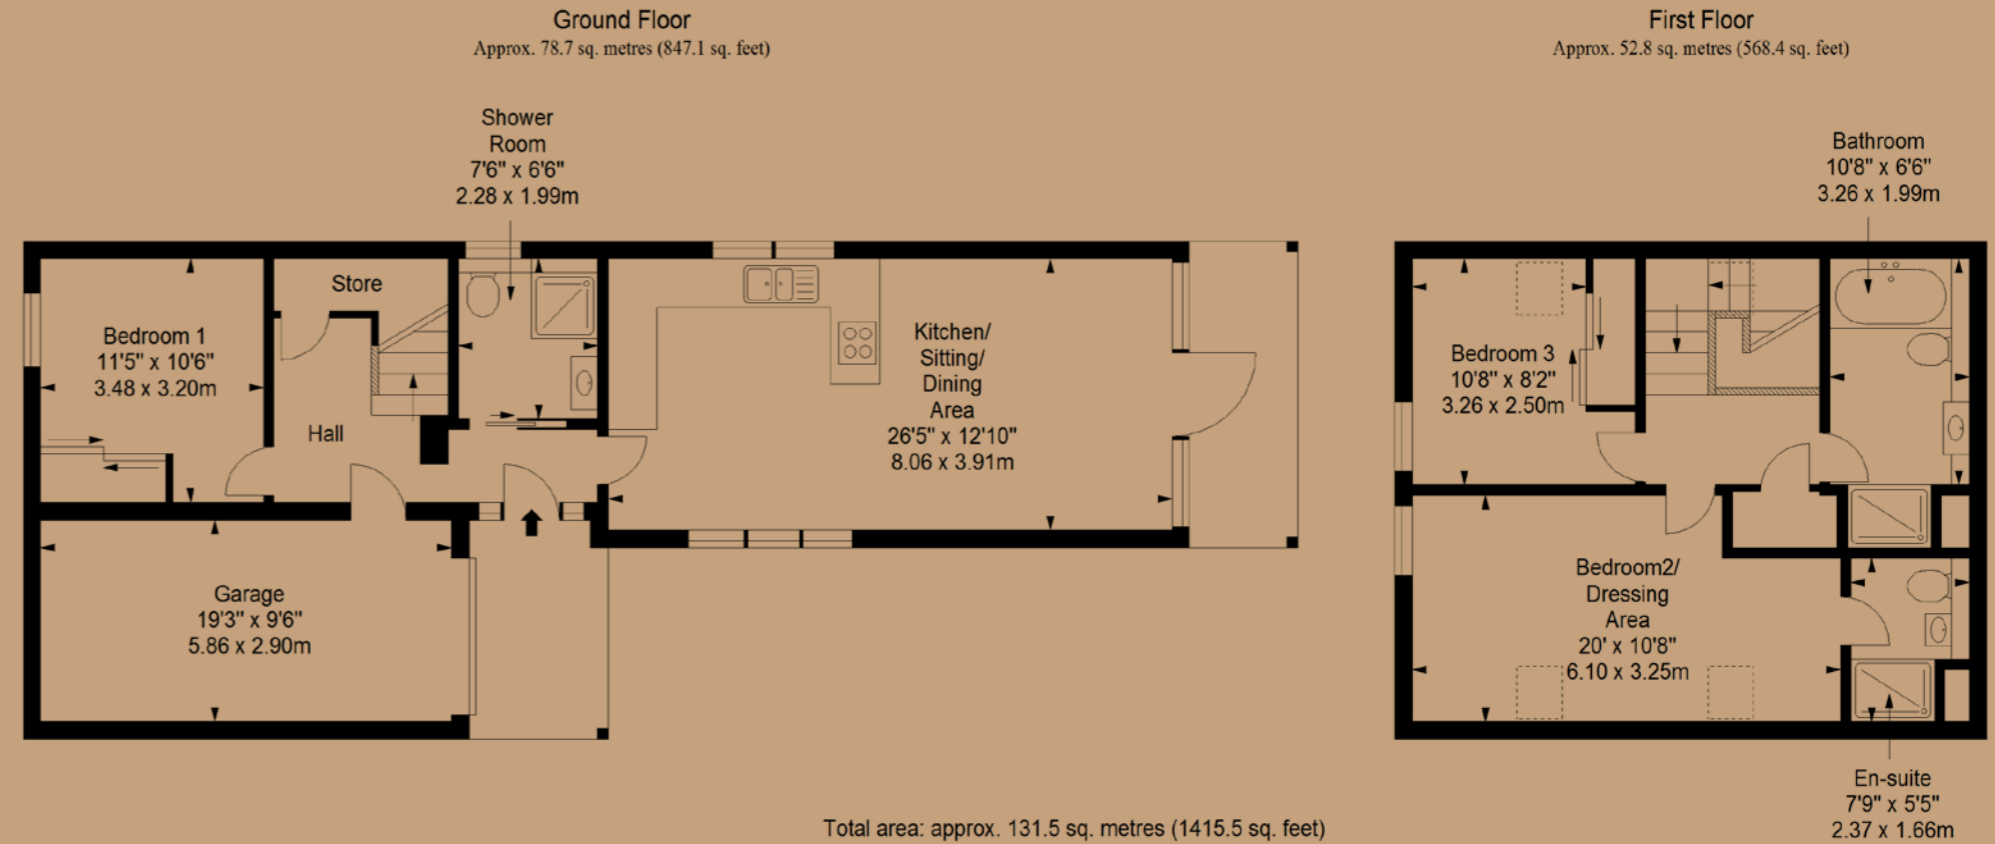 Ground Floor
Approx. 78.7 sq. metres (847.1 sq. feet)
First Floor
Approx. 52.8 sq. metres (568.4 sq. feet)
Shower
Room
7'6" x 6'6"
2.28 x 1.99m
Bathroom
10'8" x 6'6"
3.26 x 1.99m
Store
Bedroom 1
11'5" x 10'6"
3.48 x 3.20m
Hall
Kitchen/
Sitting/
Dining
Area
26'5" x 12'10"
8.06 x 3.91m
Bedroom 3
10'8" x 8'2"
3.26 x 2.50m
Garage
19'3" x 9'6"
5.86 x 2.90m
Bedroom2/
Dressing
Area
20' x 10'8"
6.10 x 3.25m
En-suite
7'9" x 5'5"
2.37 x 1.66m
Total area: approx. 131.5 sq. metres (1415.5 sq. feet)